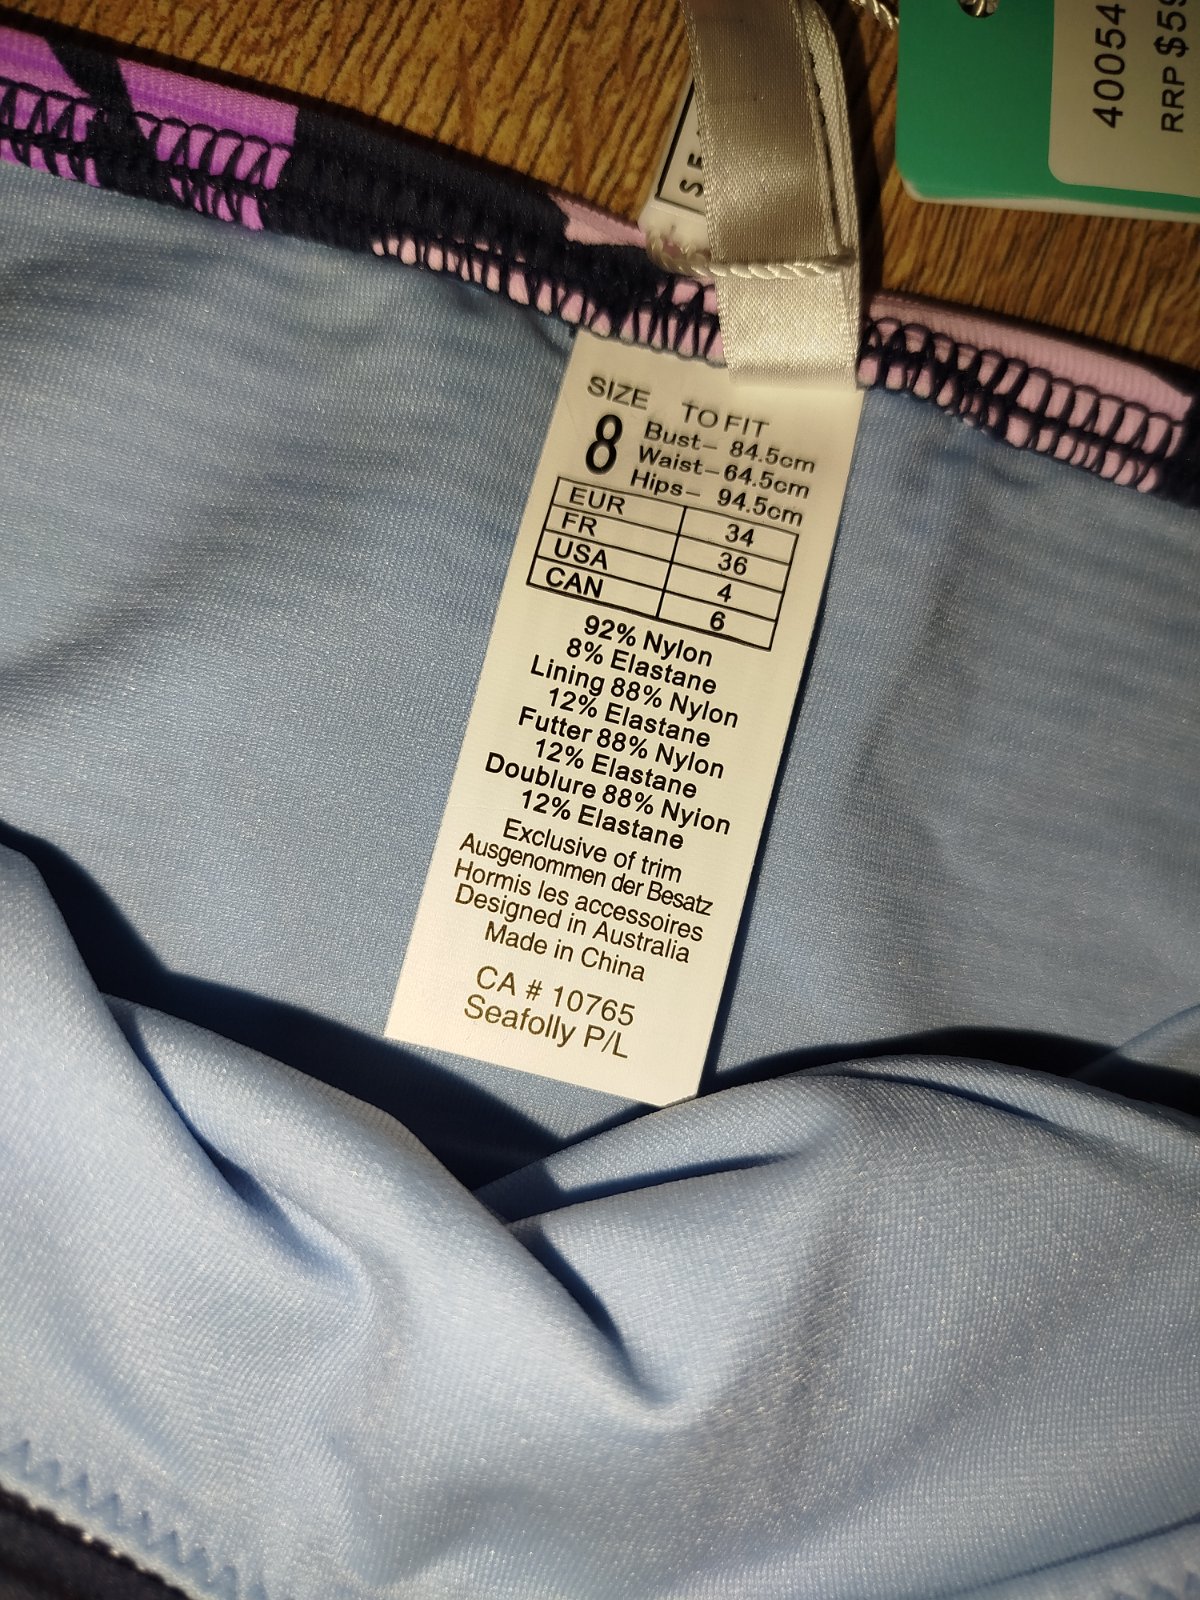 40054
RRP $59
SIZE TO FIT
8 Bust– 84.5cm
Waist–64.5cm
Hips– 94.5cm
EUR 34
FR 36
USA 4
CAN 6
92% Nylon
8% Elastane
Lining 88% Nylon
12% Elastane
Futter 88% Nylon
12% Elastane
Doublure 88% Nylon
12% Elastane
Exclusive of trim
Ausgenommen der Besatz
Hormis les accessoires
Designed in Australia
Made in China
CA # 10765
Seafolly P/L